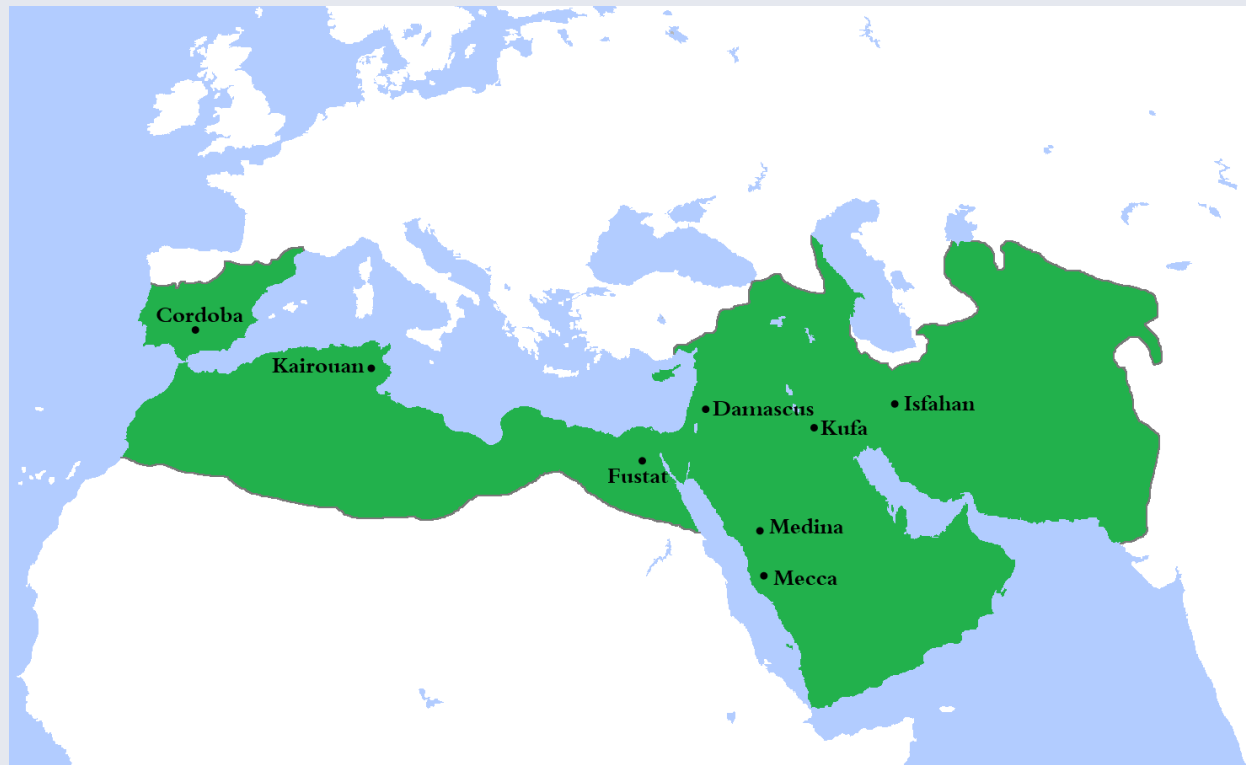 Cordoba
Kairouan
Damascus
Isfahan
Kufa
Fustat
Medina
Mecca